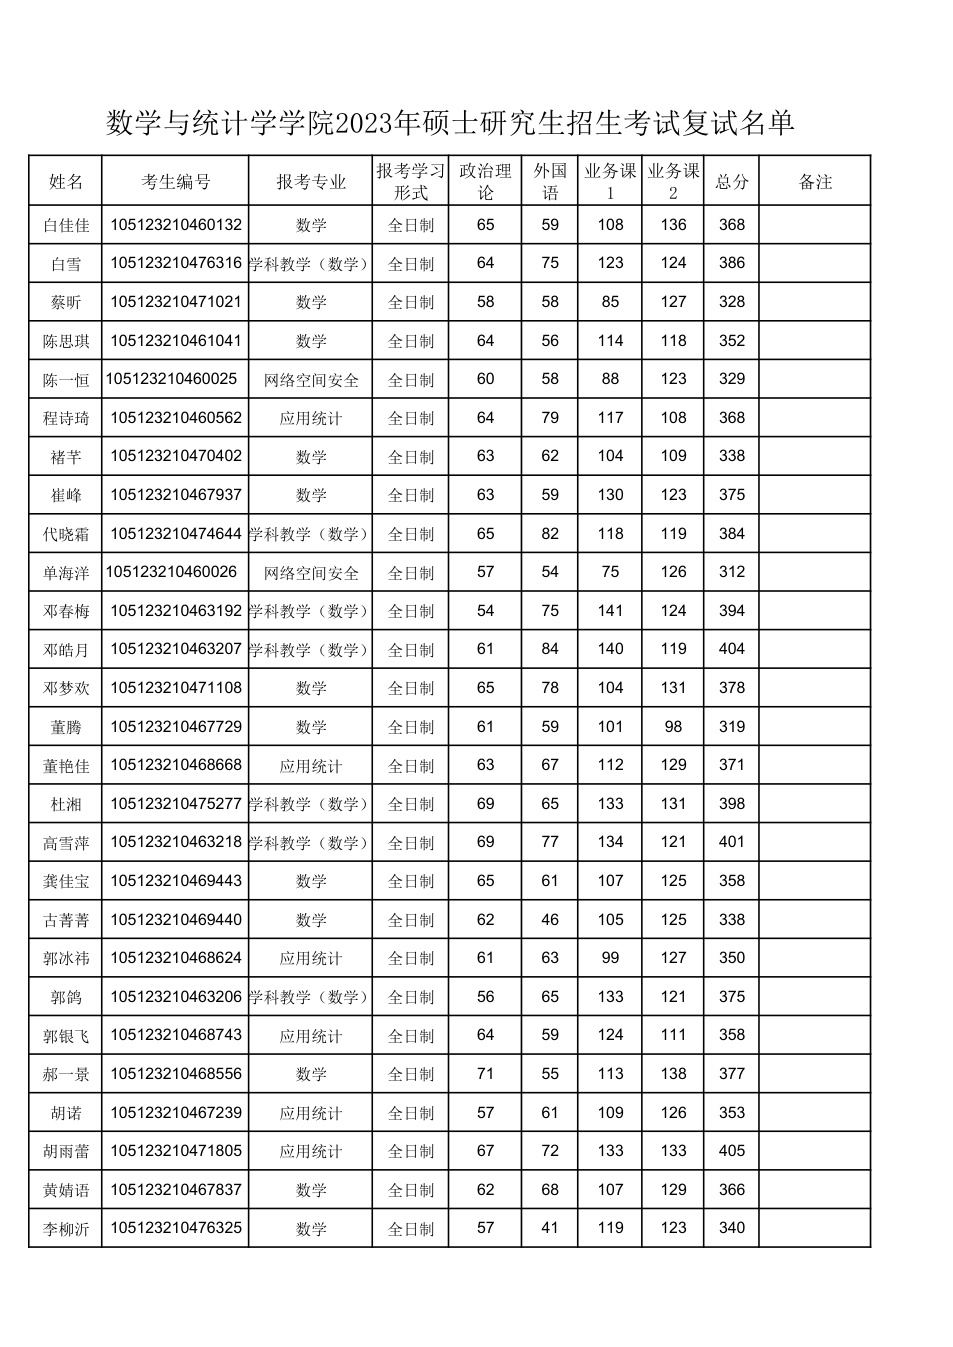 数学与统计学学院2023年硕士研究生招生考试复试名单
姓名 考生编号 报考专业 报考学习形式 政治理论 外国语 业务课1 业务课2 总分 备注
白佳佳 105123210460132 数学 全日制 65 59 108 136 368
白雪 105123210476316 学科教学（数学） 全日制 64 75 123 124 386
蔡昕 105123210471021 数学 全日制 58 58 85 127 328
陈思琪 105123210461041 数学 全日制 64 56 114 118 352
陈一恒 105123210460025 网络空间安全 全日制 60 58 88 123 329
程诗琦 105123210460562 应用统计 全日制 64 79 117 108 368
褚芊 105123210470402 数学 全日制 63 62 104 109 338
崔峰 105123210467937 数学 全日制 63 59 130 123 375
代晓霜 105123210474644 学科教学（数学） 全日制 65 82 118 119 384
单海洋 105123210460026 网络空间安全 全日制 57 54 75 126 312
邓春梅 105123210463192 学科教学（数学） 全日制 54 75 141 124 394
邓皓月 105123210463207 学科教学（数学） 全日制 61 84 140 119 404
邓梦欢 105123210471108 数学 全日制 65 78 104 131 378
董腾 105123210467729 数学 全日制 61 59 101 98 319
董艳佳 105123210468668 应用统计 全日制 63 67 112 129 371
杜湘 105123210475277 学科教学（数学） 全日制 69 65 133 131 398
高雪萍 105123210463218 学科教学（数学） 全日制 69 77 134 121 401
龚佳宝 105123210469443 数学 全日制 65 61 107 125 358
古菁菁 105123210469440 数学 全日制 62 46 105 125 338
郭冰祎 105123210468624 应用统计 全日制 61 63 99 127 350
郭鸽 105123210463206 学科教学（数学） 全日制 56 65 133 121 375
郭银飞 105123210468743 应用统计 全日制 64 59 124 111 358
郝一景 105123210468556 数学 全日制 71 55 113 138 377
胡诺 105123210467239 应用统计 全日制 57 61 109 126 353
胡雨蕾 105123210471805 应用统计 全日制 67 72 133 133 405
黄婧语 105123210467837 数学 全日制 62 68 107 129 366
李柳沂 105123210476325 数学 全日制 57 41 119 123 340